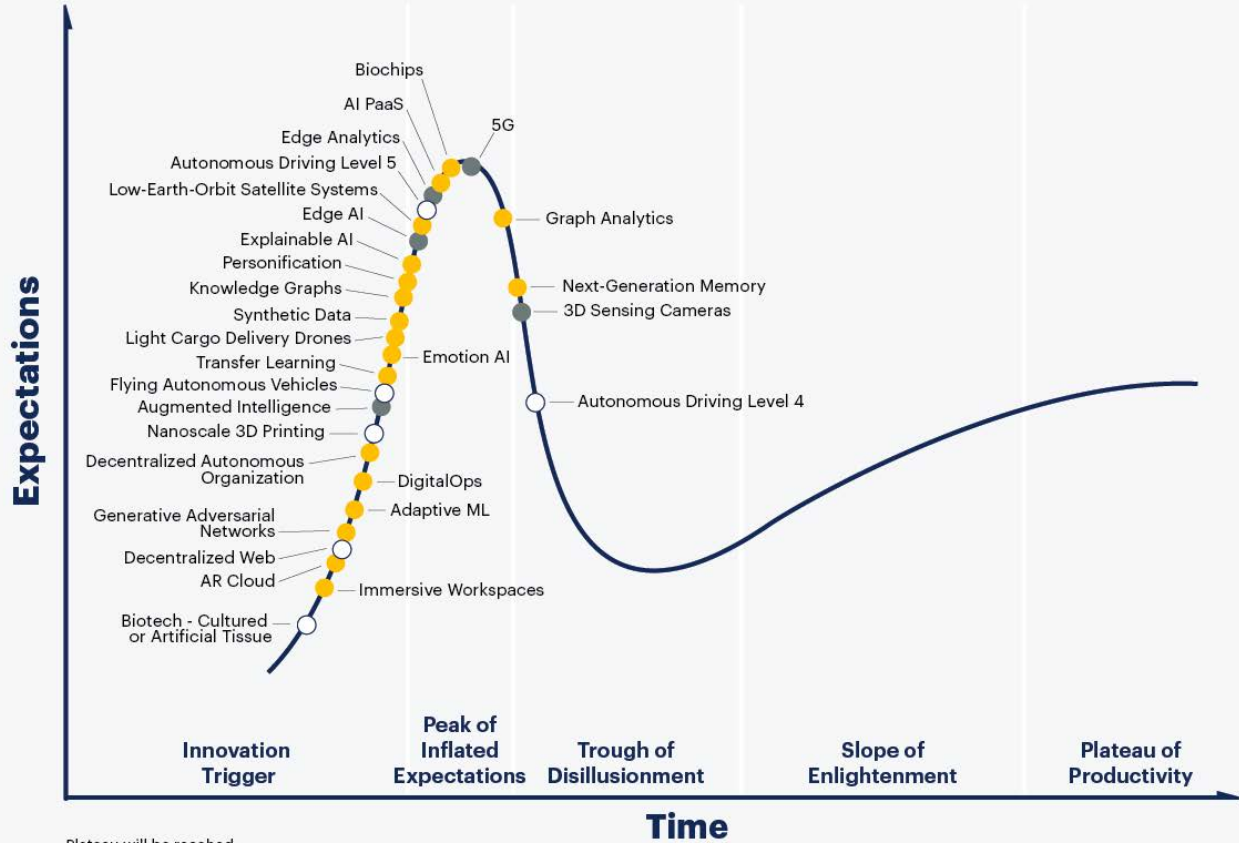 Biochips
AI PaaS
5G
Edge Analytics
Autonomous Driving Level 5
Low-Earth-Orbit Satellite Systems
Edge AI
Graph Analytics
Explainable AI
Personification
Knowledge Graphs
Next-Generation Memory
Synthetic Data
3D Sensing Cameras
Light Cargo Delivery Drones
Emotion AI
Transfer Learning
Flying Autonomous Vehicles
Augmented Intelligence
Autonomous Driving Level 4
Nanoscale 3D Printing
Decentralized Autonomous
Organization
DigitalOps
Generative Adversarial
Networks
Adaptive ML
Decentralized Web
AR Cloud
Immersive Workspaces
Biotech - Cultured
or Artificial Tissue
Expectations
Innovation
Trigger
Peak of
Inflated
Expectations
Trough of
Disillusionment
Slope of
Enlightenment
Plateau of
Productivity
Time
Plateau will be reached